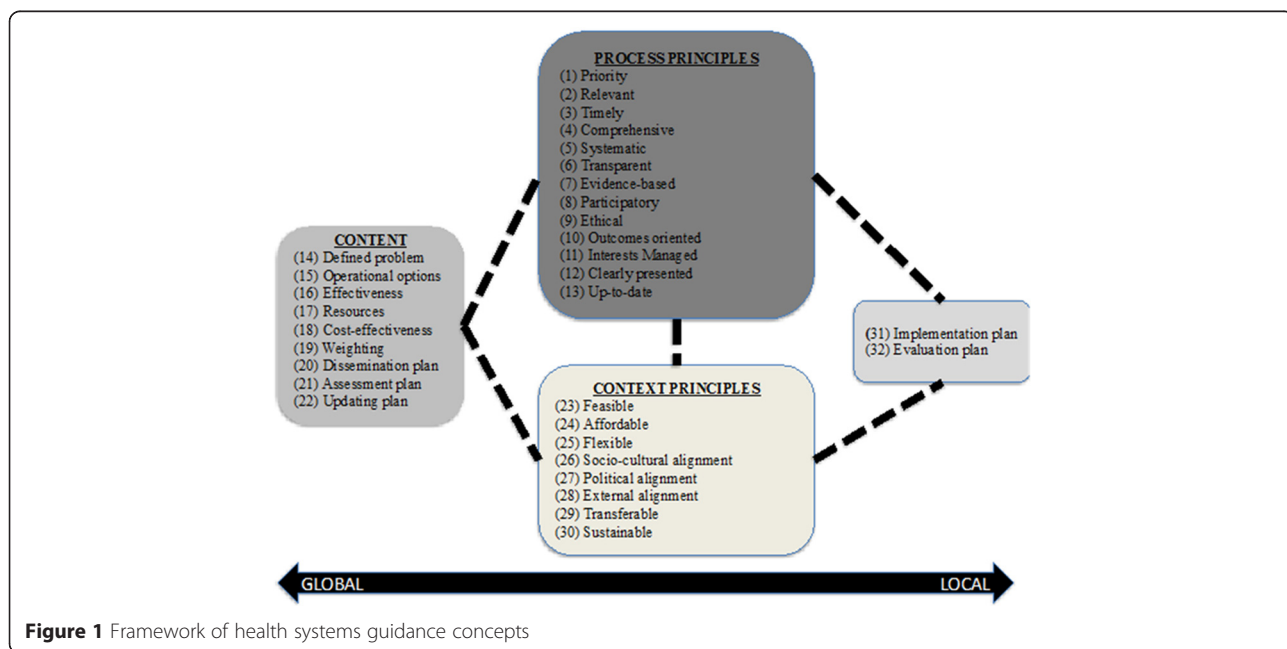 PROCESS PRINCIPLES
(1) Priority
(2) Relevant
(3) Timely
(4) Comprehensive
(5) Systematic
(6) Transparent
(7) Evidence-based
(8) Participatory
(9) Ethical
(10) Outcomes oriented
(11) Interests Managed
(12) Clearly presented
(13) Up-to-date
CONTENT
(14) Defined problem
(15) Operational options
(16) Effectiveness
(17) Resources
(18) Cost-effectiveness
(19) Weighting
(20) Dissemination plan
(21) Assessment plan
(22) Updating plan
CONTEXT PRINCIPLES
(23) Feasible
(24) Affordable
(25) Flexible
(26) Socio-cultural alignment
(27) Political alignment
(28) External alignment
(29) Transferable
(30) Sustainable
(31) Implementation plan
(32) Evaluation plan
GLOBAL
LOCAL
Figure 1 Framework of health systems guidance concepts